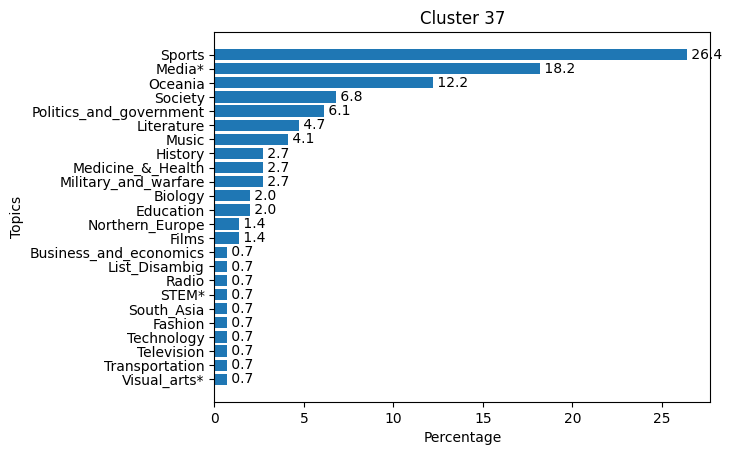 Cluster 37
Topics
Sports 26.4
Media* 18.2
Oceania 12.2
Society 6.8
Politics_and_government 6.1
Literature 4.7
Music 4.1
History 2.7
Medicine_&_Health 2.7
Military_and_warfare 2.7
Biology 2.0
Education 2.0
Northern_Europe 1.4
Films 1.4
Business_and_economics 0.7
List_Disambig 0.7
Radio 0.7
STEM* 0.7
South_Asia 0.7
Fashion 0.7
Technology 0.7
Television 0.7
Transportation 0.7
Visual_arts* 0.7
0 5 10 15 20 25
Percentage